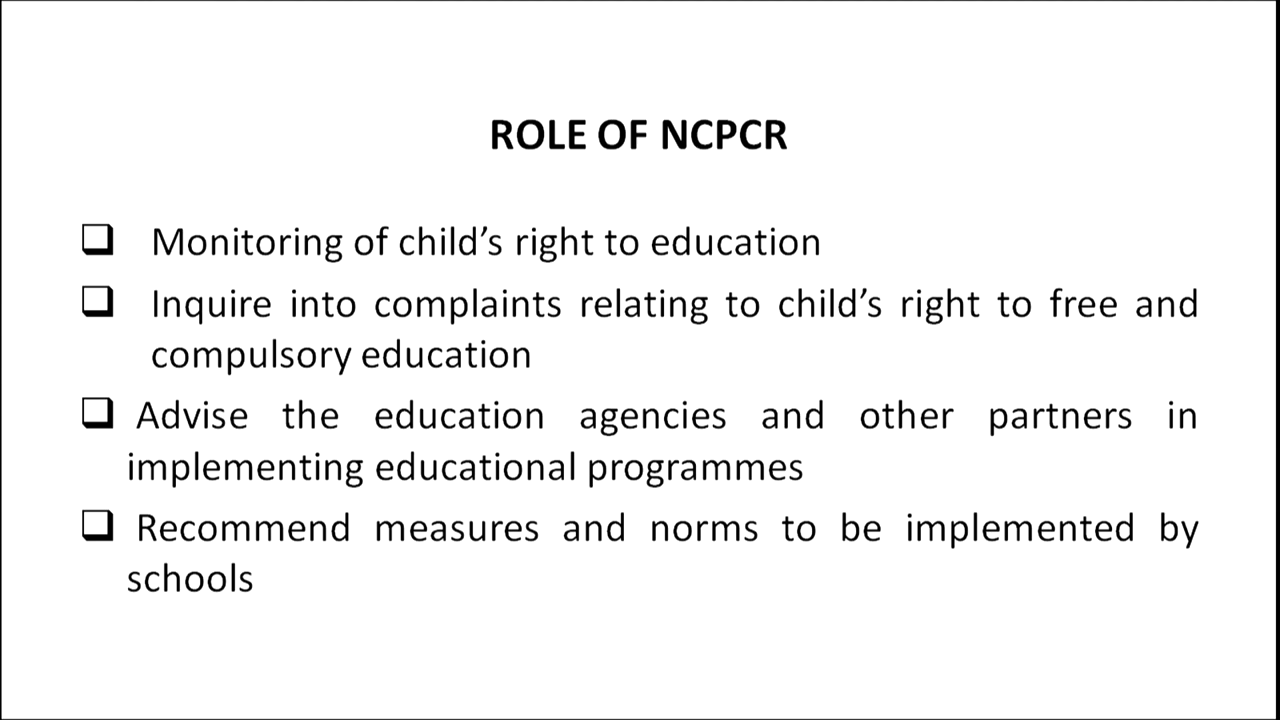 ROLE OF NCPCR
❑ Monitoring of child’s right to education
❑ Inquire into complaints relating to child’s right to free and
compulsory education
❑ Advise the education agencies and other partners in
implementing educational programmes
❑ Recommend measures and norms to be implemented by
schools